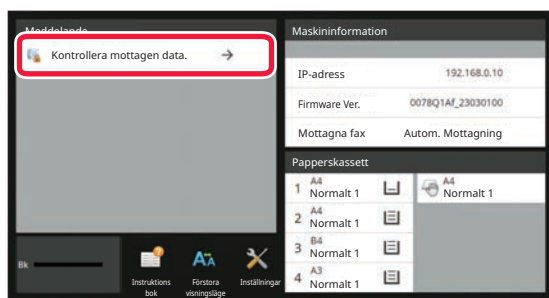 Meddelande
Kontrollera mottagen data.
Maskininformation
IP-adress 192.168.0.10
Firmware Ver. 0078Q1Af_23030100
Mottagna fax Autom. Mottagning
Papperskassett
1 A4
Normalt 1
A4
Normalt 1
2 A4
Normalt 1
3 B4
Normalt 1
4 A3
Normalt 1
Bk
Instruktions
bok
Förstora
visningsläge
Inställningar